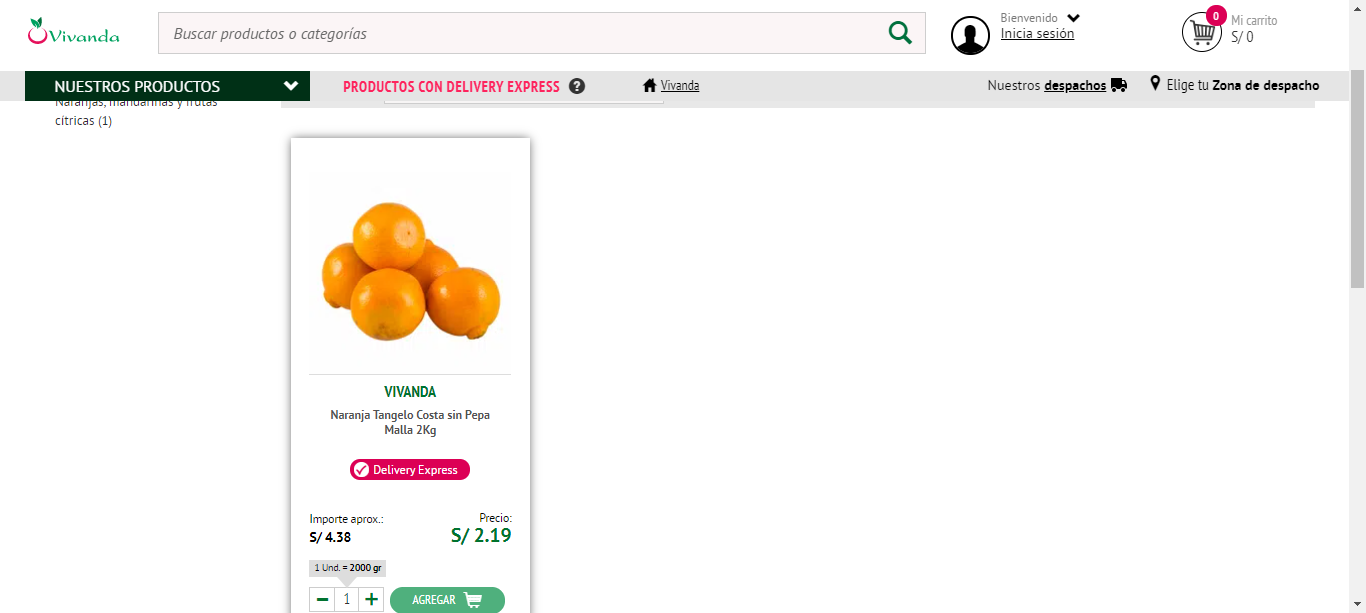 Vivanda
Buscar productos o categorías
Bienvenido
Inicia sesión
0
Mi carrito
S/ 0
NUESTROS PRODUCTOS
PRODUCTOS CON DELIVERY EXPRESS ?
Vivanda
Nuestros despachos
Elige tu Zona de despacho
Naranjas, mandarinas y frutas
cítricas (1)
VIVANDA
Naranja Tangelo Costa sin Pepa
Malla 2Kg
Delivery Express
Importe aprox.:
S/ 4.38
Precio:
S/ 2.19
1 Und. = 2000 gr
1
AGREGAR